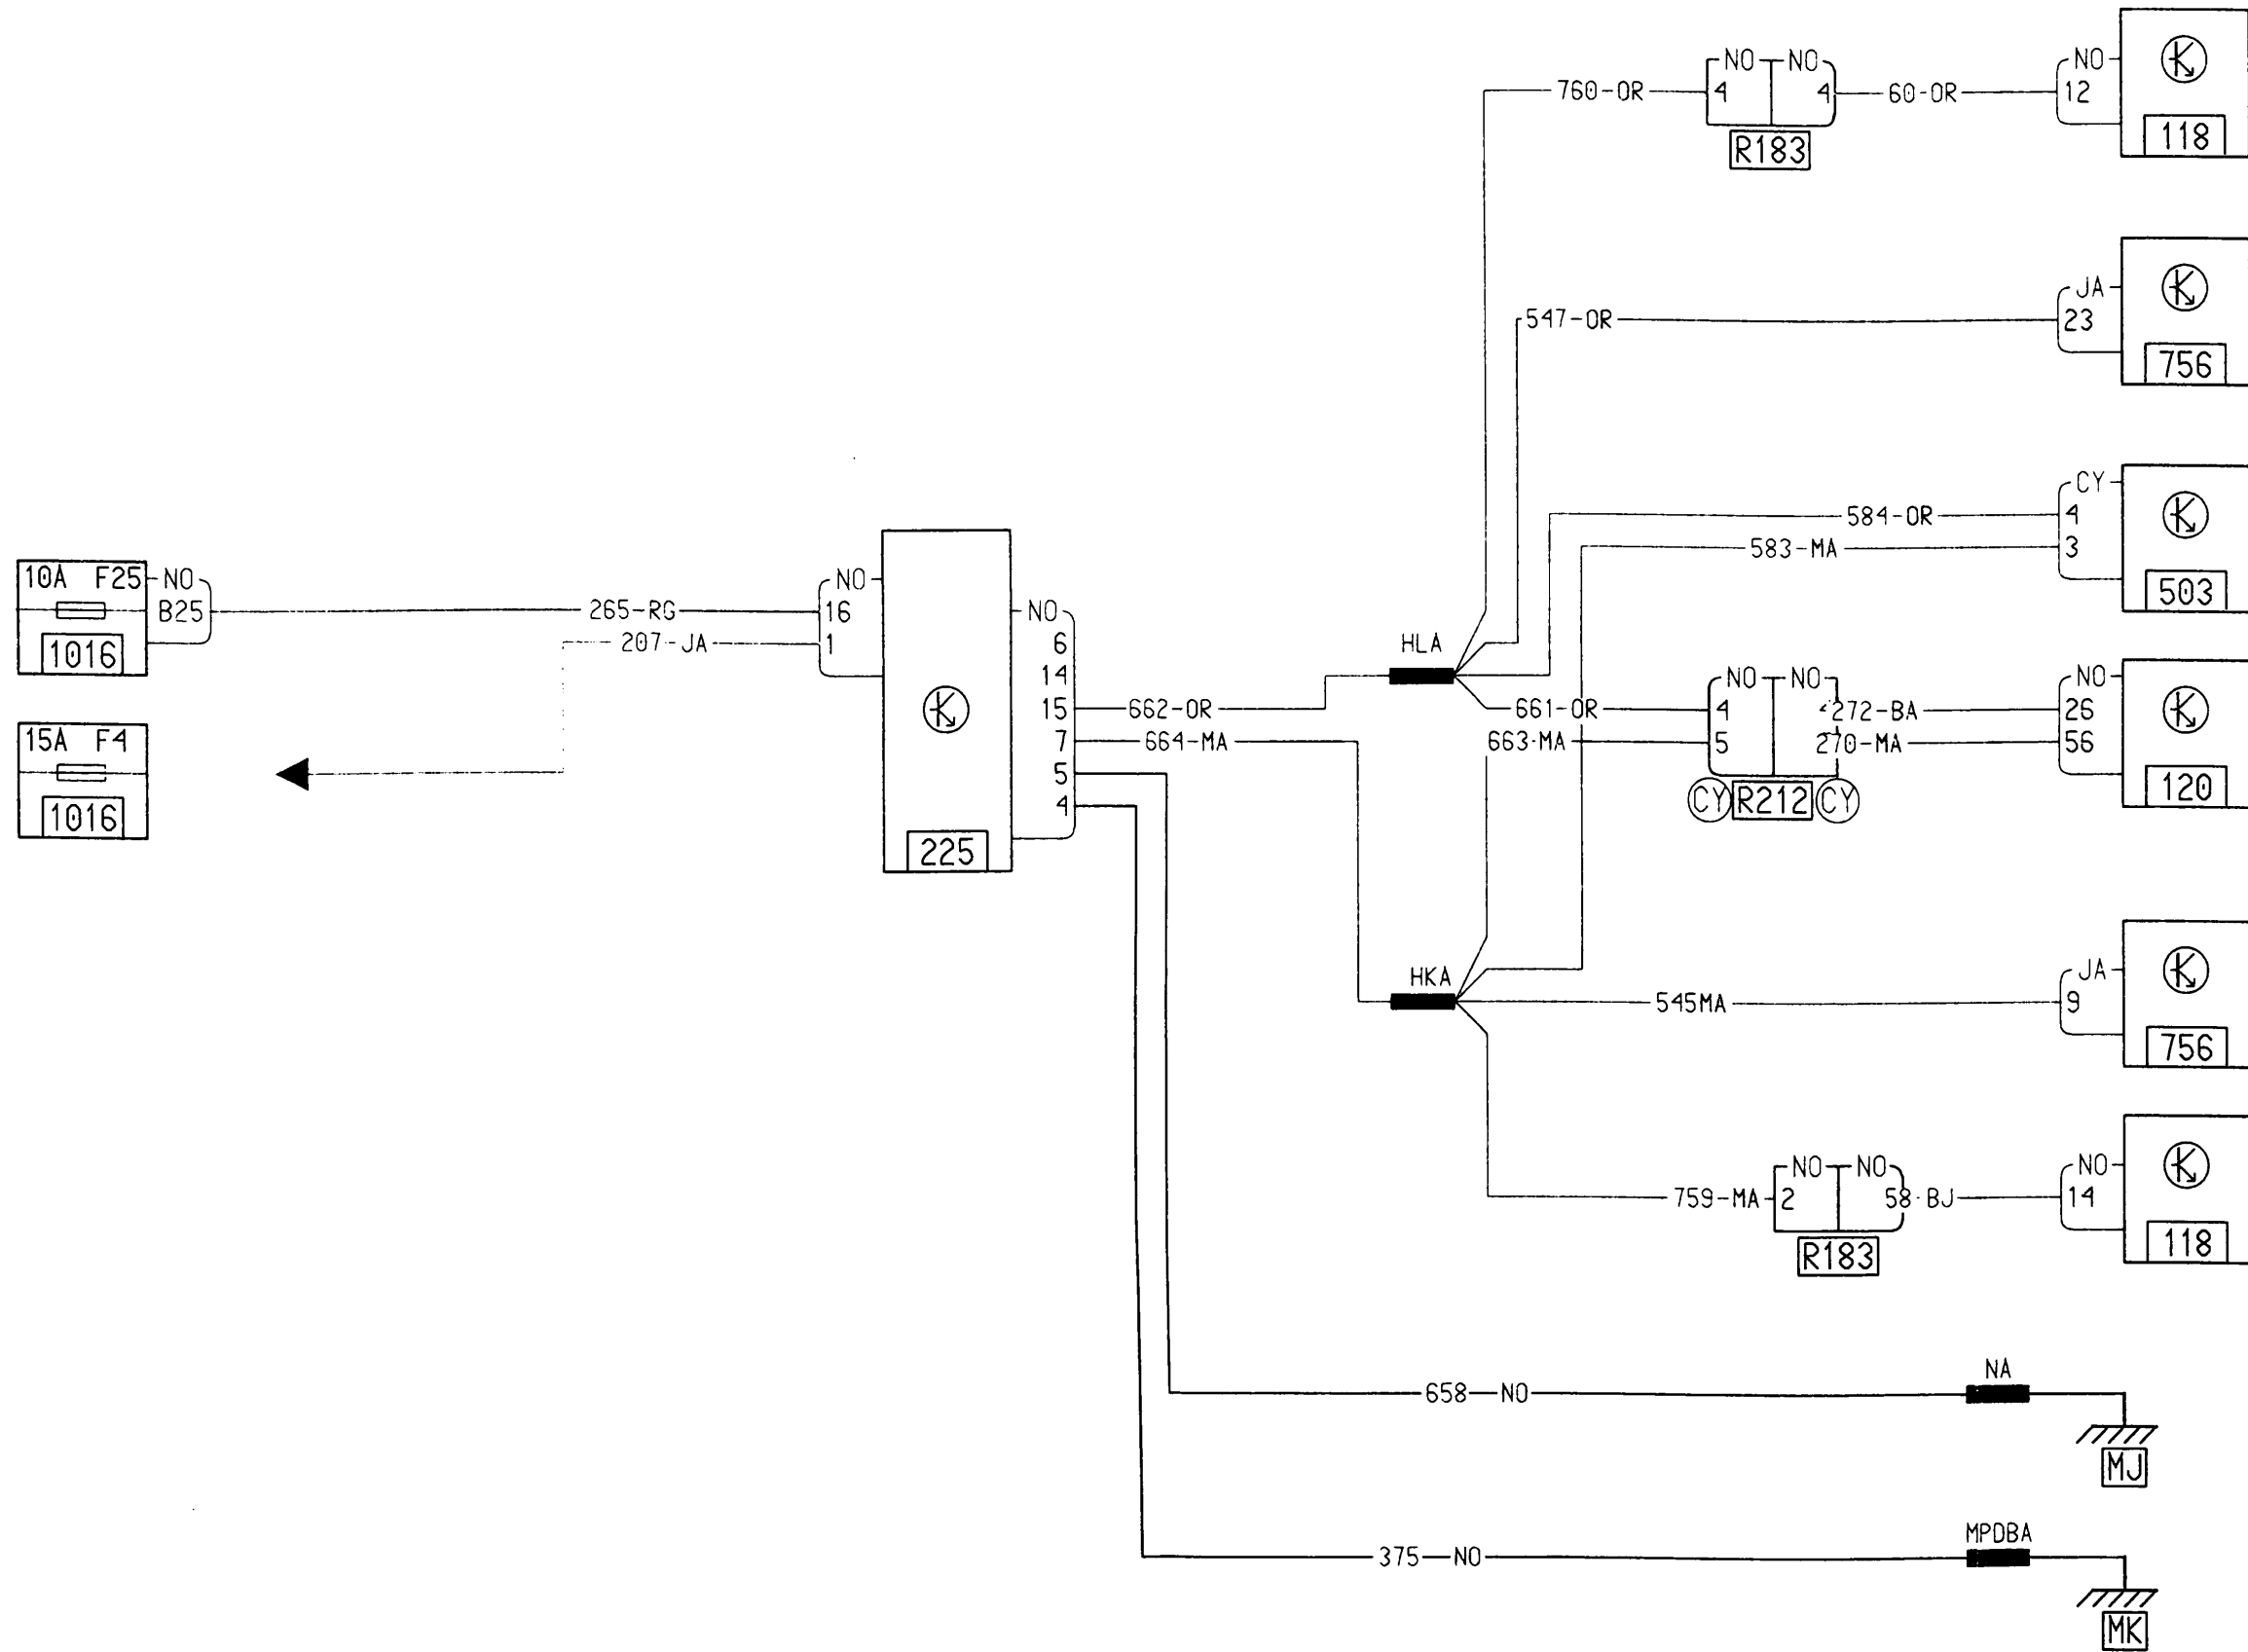 NO NO
760-OR 4 4 60-OR
R183
NO
12
118
547-OR
JA
23
756
584-OR
583-MA
CY
4
3
503
10A F25 NO
B25
1016
265-RG
207-JA
NO
16
1
15A F4
1016
225
NO
6
14
15
7
5
4
662-OR
664-MA
HLA
661-OR
663-MA
NO NO
4
5
272-BA
270-MA
CY R212 CY
NO
26
56
120
HKA
545MA
JA
9
756
759-MA
NO NO
2
58-BJ
R183
NO
14
118
658-NO
NA
MJ
375-NO
MPDBA
MK